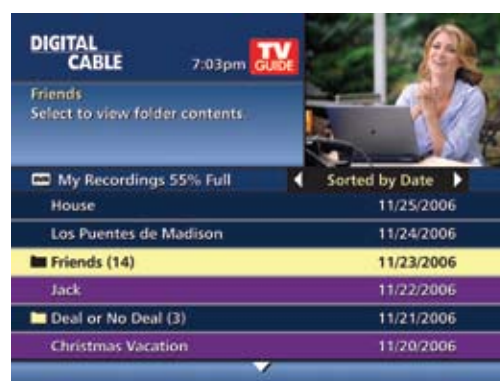 DIGITAL
CABLE
7:03pm
TV
GUIDE
Friends
Select to view folder contents.
DVR My Recordings 55% Full
Sorted by Date
House 11/25/2006
Los Puentes de Madison 11/24/2006
Friends (14) 11/23/2006
Jack 11/22/2006
Deal or No Deal (3) 11/21/2006
Christmas Vacation 11/20/2006